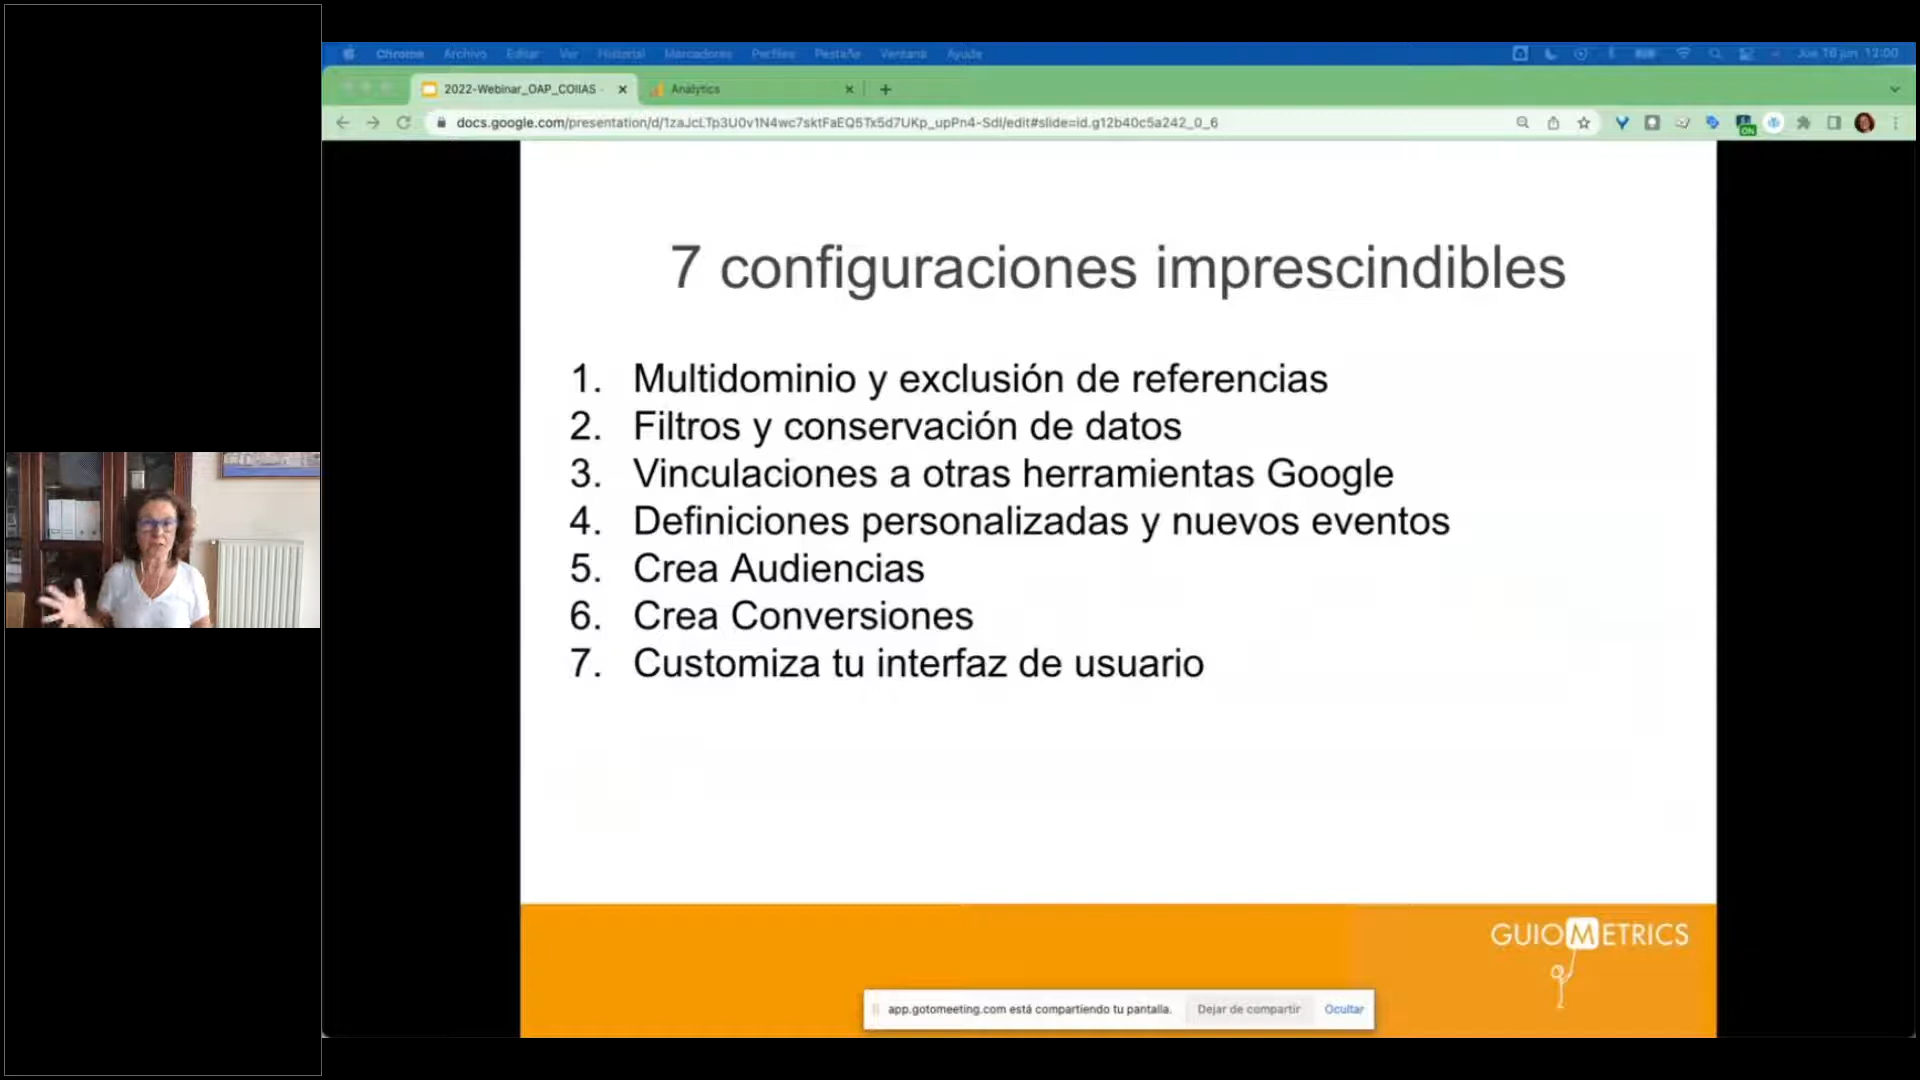 Chrome Archivo Editar Ver Historial Marcadores Perfiles Pestaña Ventana Ayuda Jue 16 jun 12:00
2022-Webinar_OAP_COIIAS - Analytics
docs.google.com/presentation/d/1zaJcLTp3U0v1N4wc7sktFaEQ5Tx5d7UKp_upPn4-SdI/edit#slide=id.g12b40c5a242_0_6
ON
7 configuraciones imprescindibles
1. Multidominio y exclusión de referencias
2. Filtros y conservación de datos
3. Vinculaciones a otras herramientas Google
4. Definiciones personalizadas y nuevos eventos
5. Crea Audiencias
6. Crea Conversiones
7. Customiza tu interfaz de usuario
GUIOMETRICS
app.gotomeeting.com está compartiendo tu pantalla. Dejar de compartir Ocultar